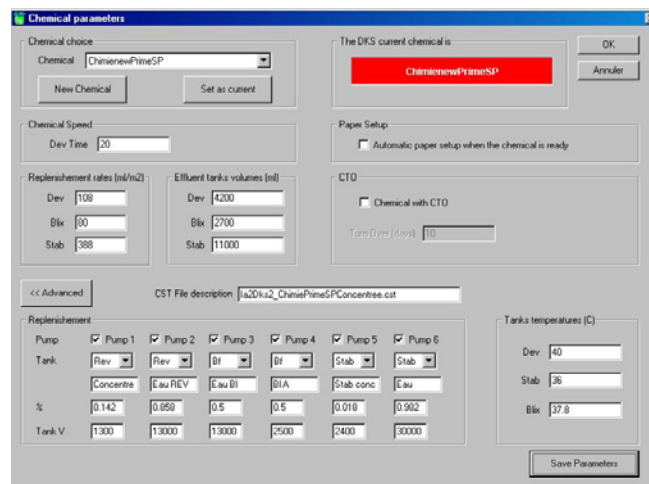 Chemical parameters
Chemical choice
Chemical ChimienewPrimeSP
New Chemical Set as current
The DKS current chemical is
ChimienewPrimeSP
OK
Annuler
Chemical Speed
Dev Time 20
Paper Setup
Automatic paper setup when the chemical is ready
Replenishment rates (ml/m2)
Dev 108
Blix 80
Stab 388
Effluent tanks volumes (ml)
Dev 4200
Blix 2700
Stab 11000
CTO
Chemical with CTO
Turn Over (days) 10
<< Advanced
CST File description Ia2Dks2_ChimiePrimeSPConcentree.cst
Replenishement
Pump Pump 1 Pump 2 Pump 3 Pump 4 Pump 5 Pump 6
Tank Rev Rev Bf Bf Stab Stab
Concentre Eau REV Eau Bl BlA Stab conc Eau
% 0.142 0.858 0.5 0.5 0.018 0.982
Tank V 1300 13000 13000 2500 2400 30000
Tanks temperatures (C)
Dev 40
Stab 36
Blix 37.8
Save Parameters